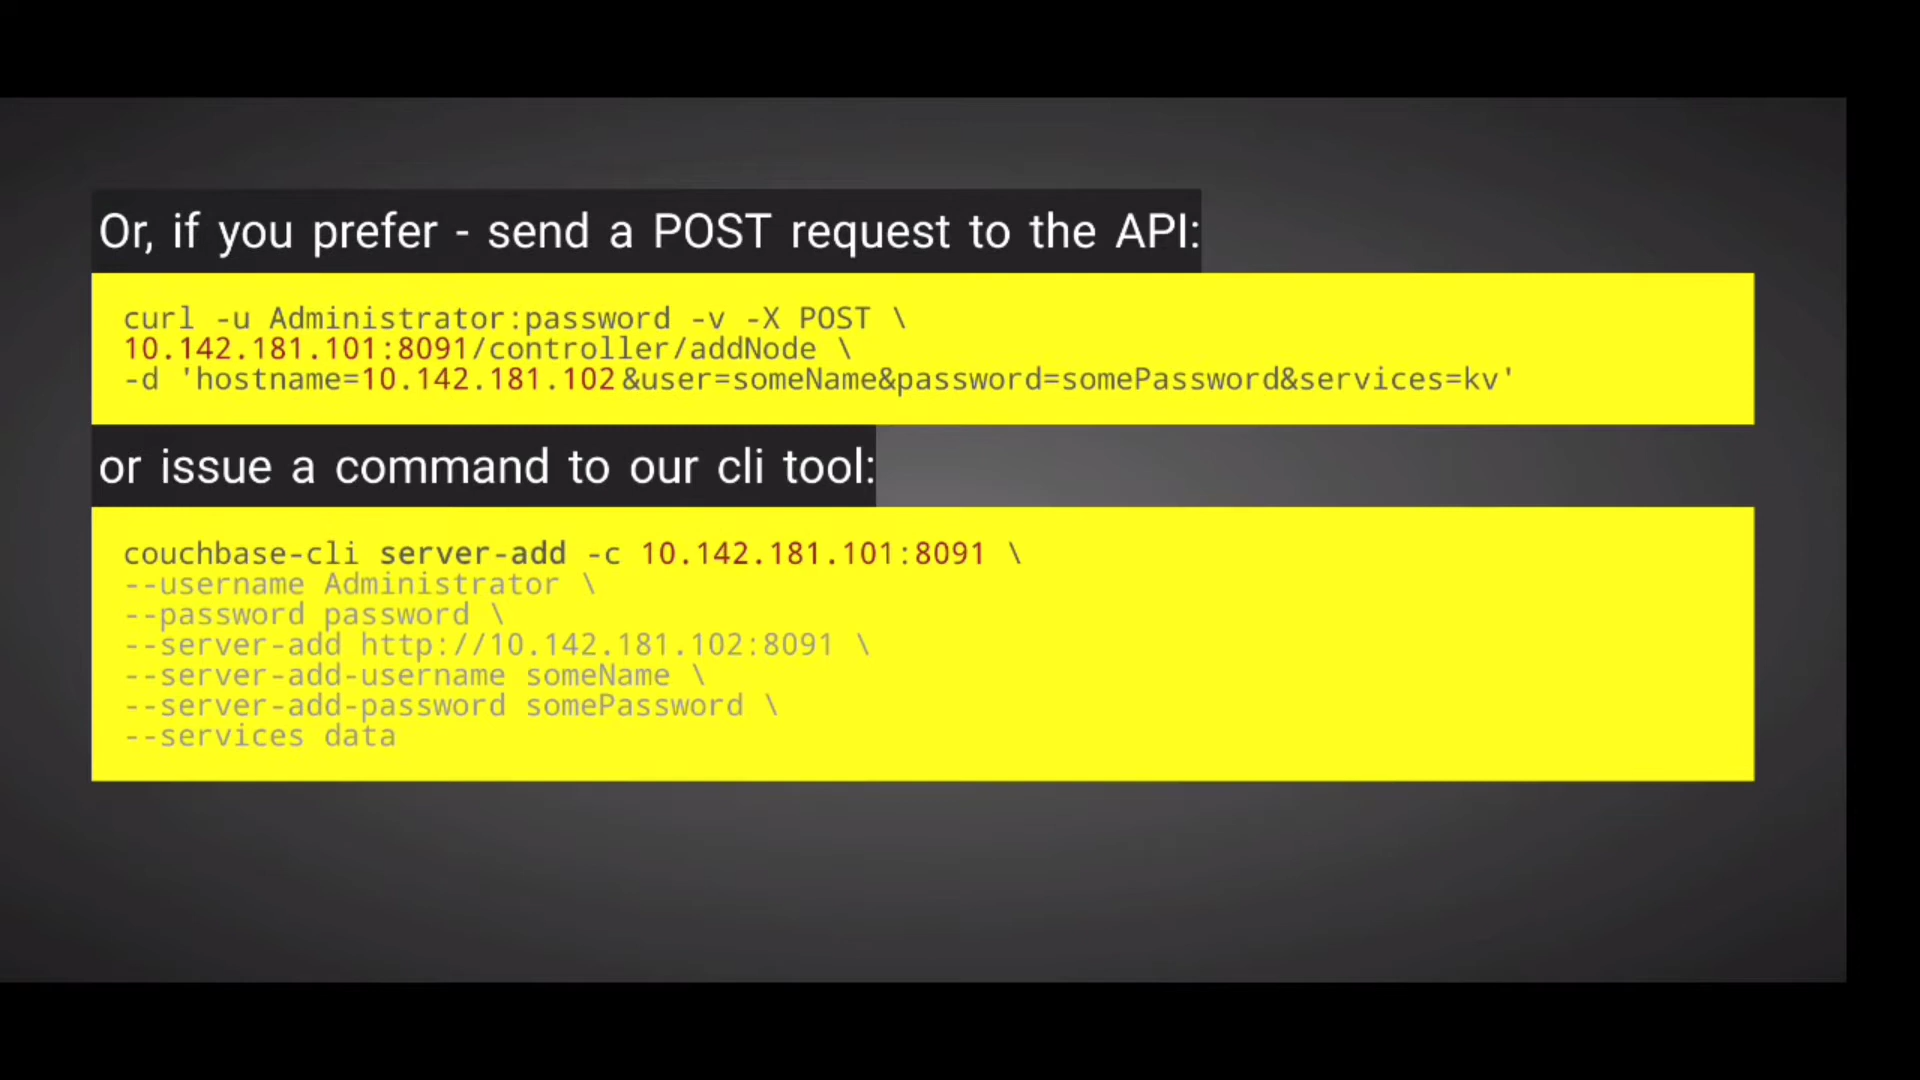 Or, if you prefer - send a POST request to the API:
curl -u Administrator:password -v -X POST \
10.142.181.101:8091/controller/addNode \
-d 'hostname=10.142.181.102&user=someName&password=somePassword&services=kv'
or issue a command to our cli tool:
couchbase-cli server-add -c 10.142.181.101:8091 \
--username Administrator \
--password password \
--server-add http://10.142.181.102:8091 \
--server-add-username someName \
--server-add-password somePassword \
--services data